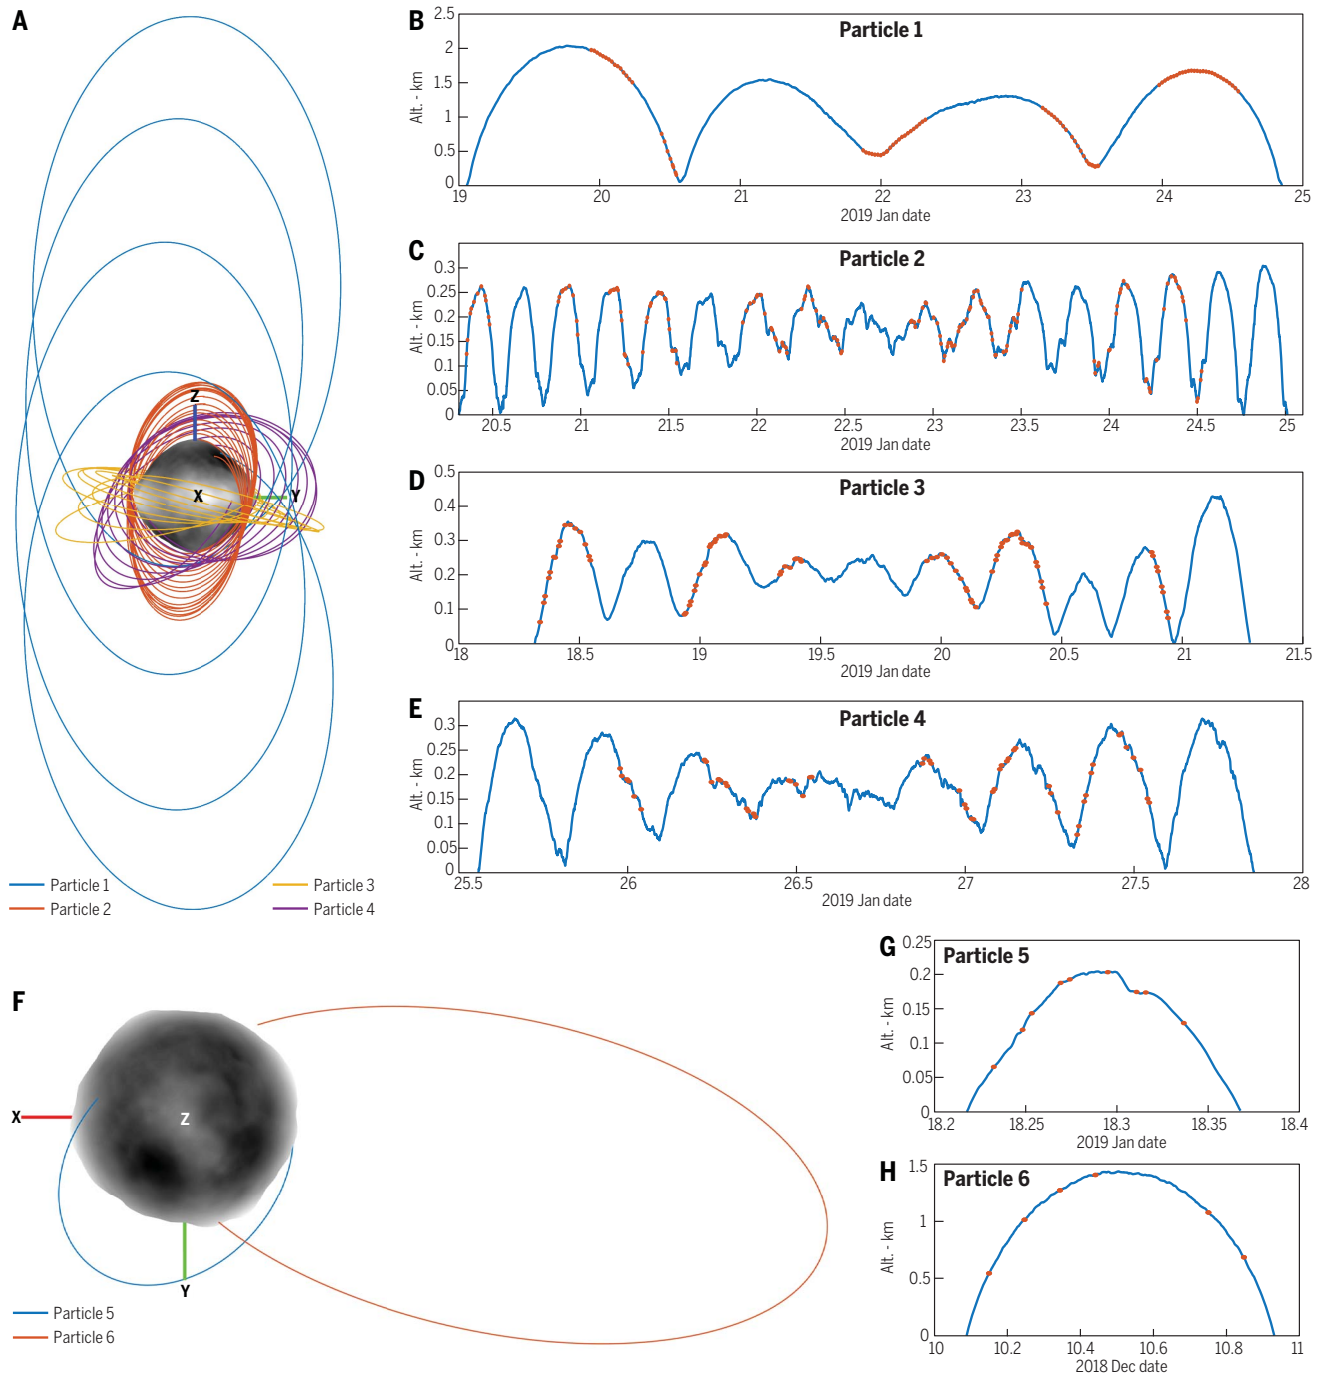 A
Z
X
Y
Particle 1
Particle 2
Particle 3
Particle 4
B
Particle 1
Alt. - km
2.5
2
1.5
1
0.5
0
19 20 21 22 23 24 25
2019 Jan date
C
Particle 2
Alt. - km
0.3
0.25
0.2
0.15
0.1
0.05
0
20.5 21 21.5 22 22.5 23 23.5 24 24.5 25
2019 Jan date
D
Particle 3
Alt. - km
0.5
0.4
0.3
0.2
0.1
0
18 18.5 19 19.5 20 20.5 21 21.5
2019 Jan date
E
Particle 4
Alt. - km
0.3
0.25
0.2
0.15
0.1
0.05
0
25.5 26 26.5 27 27.5 28
2019 Jan date
F
X
Z
Y
Particle 5
Particle 6
G
Particle 5
Alt. - km
0.25
0.2
0.15
0.1
0.05
0
18.2 18.25 18.3 18.35 18.4
2019 Jan date
H
Particle 6
Alt. - km
1.5
1
0.5
0
10 10.2 10.4 10.6 10.8 11
2018 Dec date